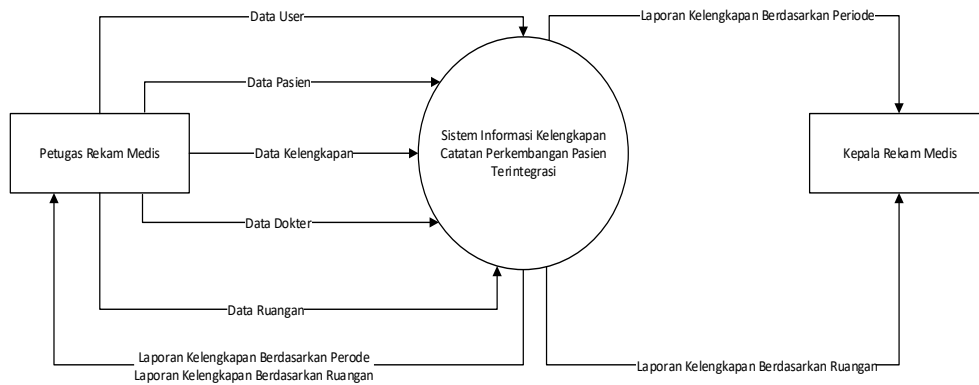 Data User
Laporan Kelengkapan Berdasarkan Periode
Data Pasien
Petugas Rekam Medis
Data Kelengkapan
Sistem Informasi Kelengkapan
Catatan Perkembangan Pasien
Terintegrasi
Kepala Rekam Medis
Data Dokter
Data Ruangan
Laporan Kelengkapan Berdasarkan Perode
Laporan Kelengkapan Berdasarkan Ruangan
Laporan Kelengkapan Berdasarkan Ruangan